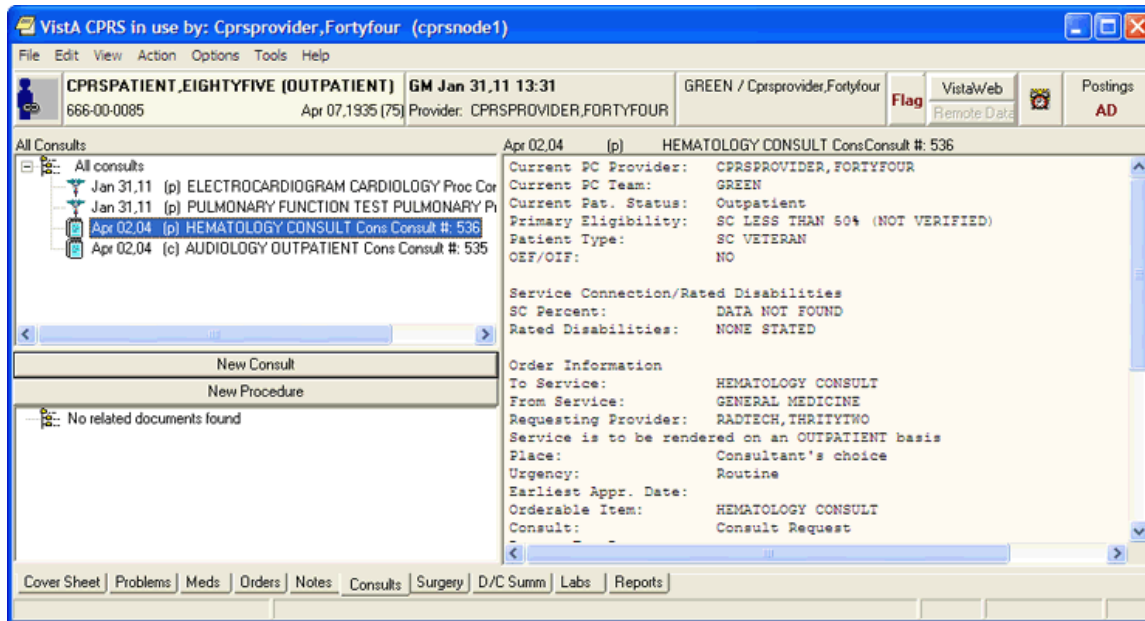 VistA CPRS in use by: Cprsprovider,Fortyfour (cprsnode1)
File Edit View Action Options Tools Help
CPRSPATIENT,EIGHTYFIVE (OUTPATIENT) GM Jan 31,11 13:31 GREEN / Cprsprovider,Fortyfour Flag VistaWeb Postings
666-00-0085 Apr 07,1935 (75) Provider: CPRSPROVIDER,FORTYFOUR Remote Data AD
All Consults
All consults
Jan 31,11 (p) ELECTROCARDIOGRAM CARDIOLOGY Proc Cor
Jan 31,11 (p) PULMONARY FUNCTION TEST PULMONARY
Apr 02,04 (p) HEMATOLOGY CONSULT Cons Consult #: 536
Apr 02,04 (c) AUDIOLOGY OUTPATIENT Cons Consult #: 535
New Consult
New Procedure
No related documents found
Apr 02,04 (p) HEMATOLOGY CONSULT ConsConsult #: 536
Current PC Provider: CPRSPROVIDER,FORTYFOUR
Current PC Team: GREEN
Current Pat. Status: Outpatient
Primary Eligibility: SC LESS THAN 50% (NOT VERIFIED)
Patient Type: SC VETERAN
OEF/OIF: NO
Service Connection/Rated Disabilities
SC Percent: DATA NOT FOUND
Rated Disabilities: NONE STATED
Order Information
To Service: HEMATOLOGY CONSULT
From Service: GENERAL MEDICINE
Requesting Provider: RADTECH,THRITYTWO
Service is to be rendered on an OUTPATIENT basis
Place: Consultant's choice
Urgency: Routine
Earliest Appr. Date:
Orderable Item: HEMATOLOGY CONSULT
Consult: Consult Request
Cover Sheet Problems Meds Orders Notes Consults Surgery D/C Summ Labs Reports